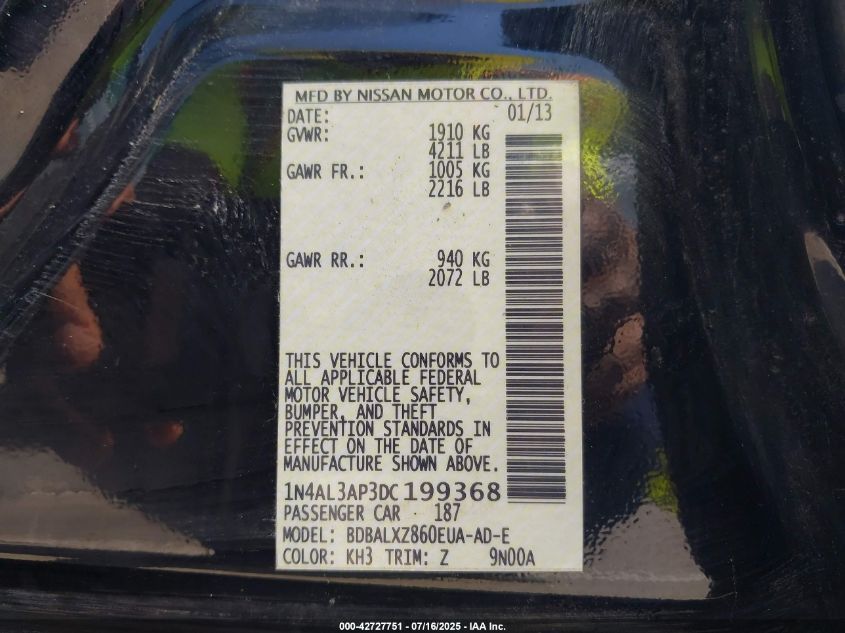 MFD BY NISSAN MOTOR CO., LTD.
DATE: 01/13
GVWR: 1910 KG
4211 LB
GAWR FR.: 1005 KG
2216 LB
GAWR RR.: 940 KG
2072 LB
THIS VEHICLE CONFORMS TO
ALL APPLICABLE FEDERAL
MOTOR VEHICLE SAFETY,
BUMPER, AND THEFT
PREVENTION STANDARDS IN
EFFECT ON THE DATE OF
MANUFACTURE SHOWN ABOVE.
1N4AL3AP3DC199368
PASSENGER CAR 187
MODEL: BDBALXZ860EUA-AD-E
COLOR: KH3 TRIM: Z 9N00A
000-42727751 - 07/16/2025 - IAA Inc.